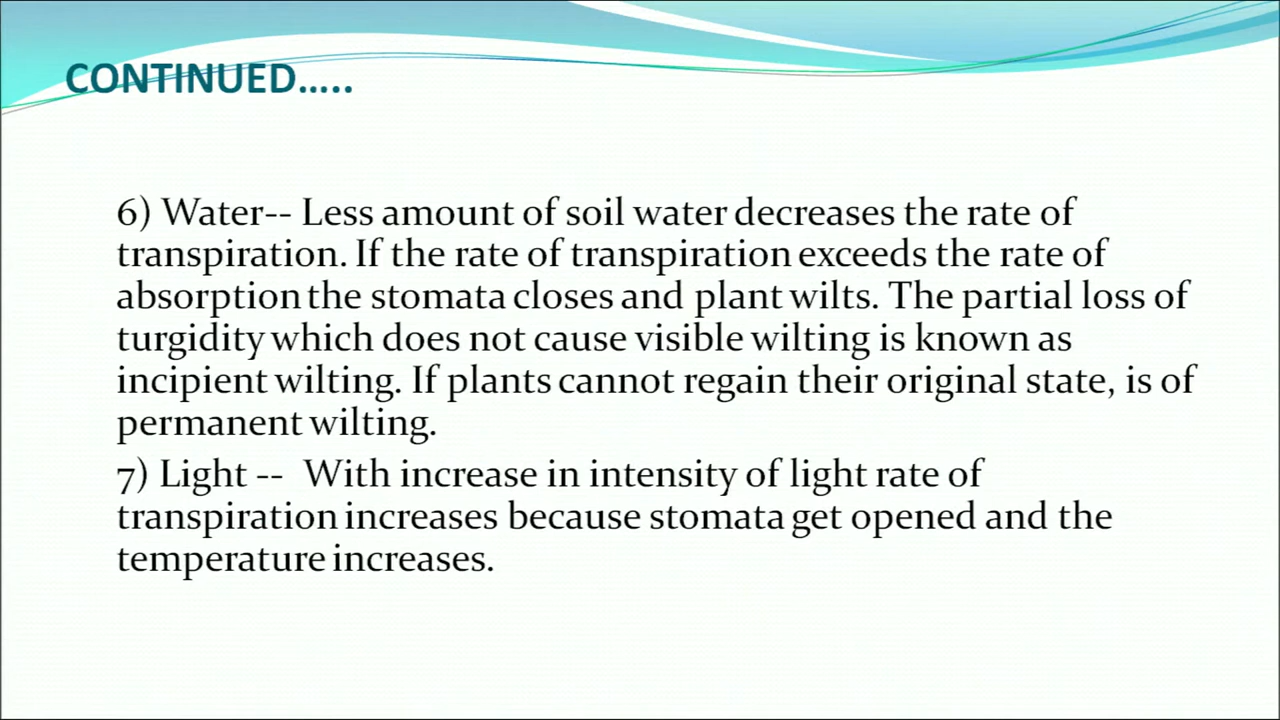 CONTINUED.....
6) Water-- Less amount of soil water decreases the rate of
transpiration. If the rate of transpiration exceeds the rate of
absorption the stomata closes and plant wilts. The partial loss of
turgidity which does not cause visible wilting is known as
incipient wilting. If plants cannot regain their original state, is of
permanent wilting.
7) Light -- With increase in intensity of light rate of
transpiration increases because stomata get opened and the
temperature increases.